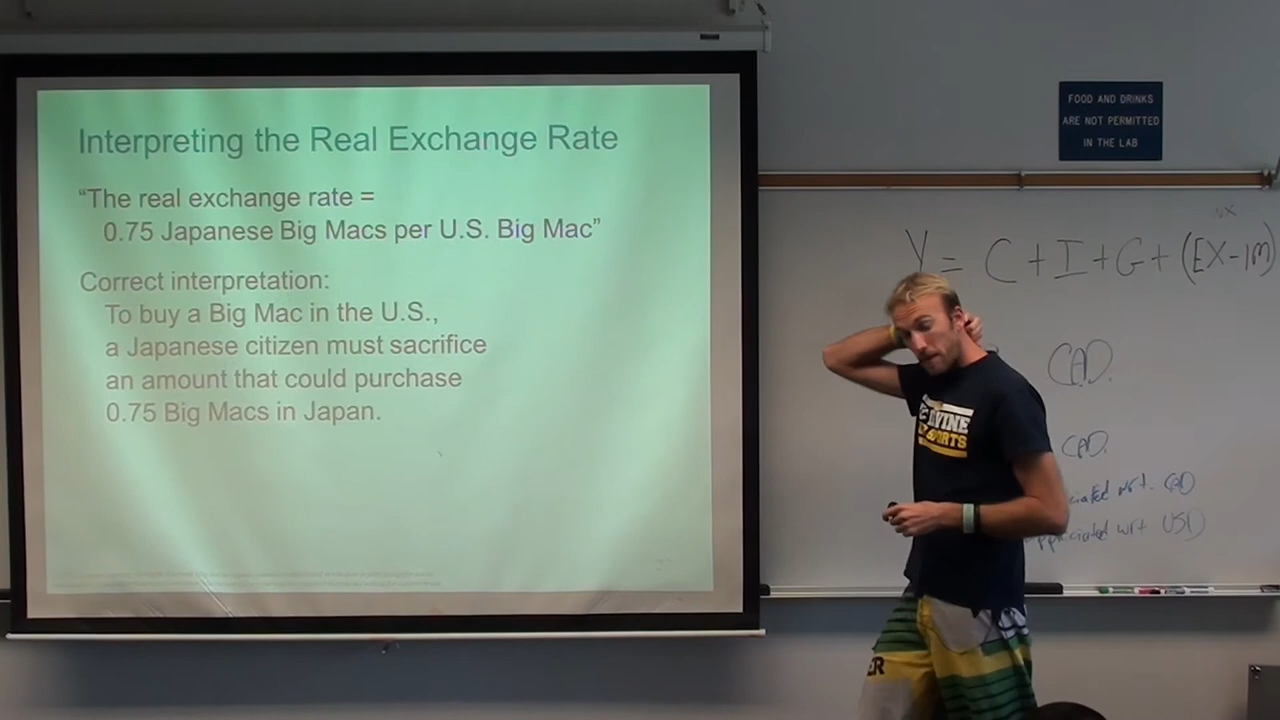 Interpreting the Real Exchange Rate
“The real exchange rate =
0.75 Japanese Big Macs per U.S. Big Mac”
Correct interpretation:
To buy a Big Mac in the U.S.,
a Japanese citizen must sacrifice
an amount that could purchase
0.75 Big Macs in Japan.
FOOD AND DRINKS
ARE NOT PERMITTED
IN THE LAB
NX
Y = C + I + G + (EX - IM)
CAD.
CAD.
wrt. CAD
wrt USD